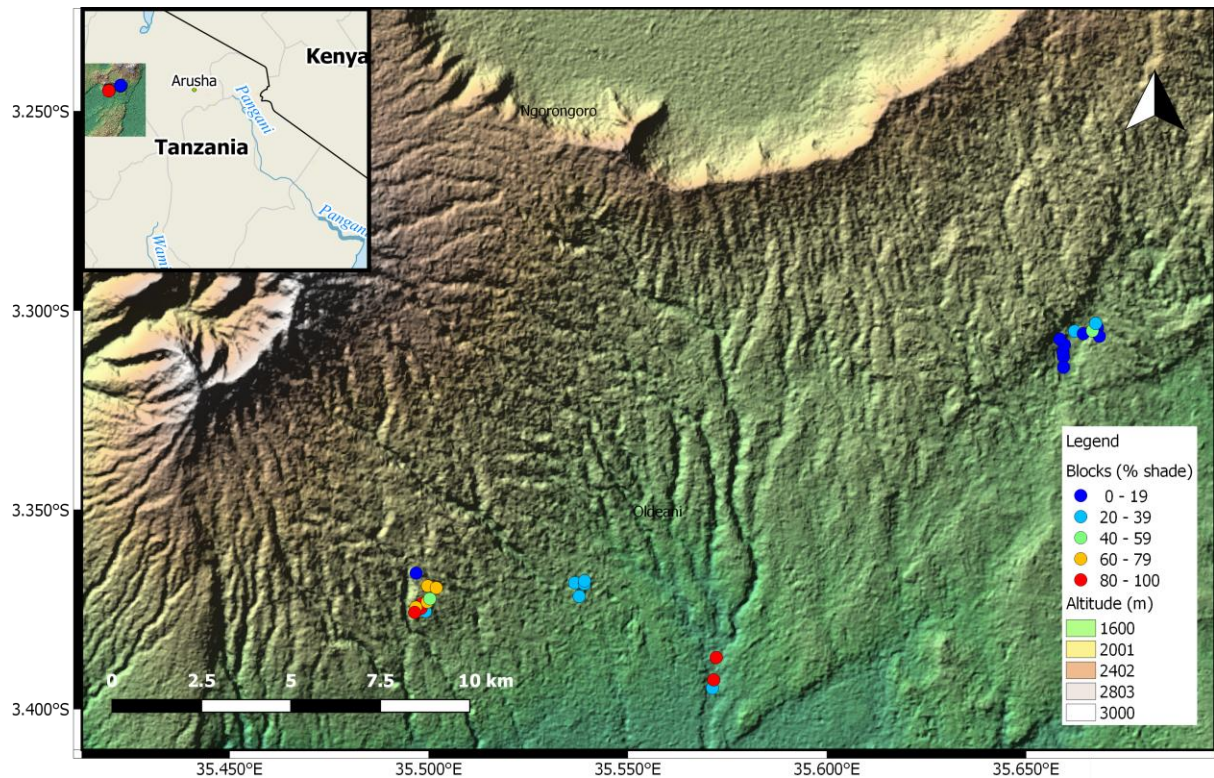 Kenya
Arusha
Pangani
Tanzania
Pangani
Wam
Ngorongoro
Oldeani
3.250°S
3.300°S
3.350°S
3.400°S
Legend
Blocks (% shade)
0 - 19
20 - 39
40 - 59
60 - 79
80 - 100
Altitude (m)
1600
2001
2402
2803
3000
0 2.5 5 7.5 10 km
35.450°E 35.500°E 35.550°E 35.600°E 35.650°E